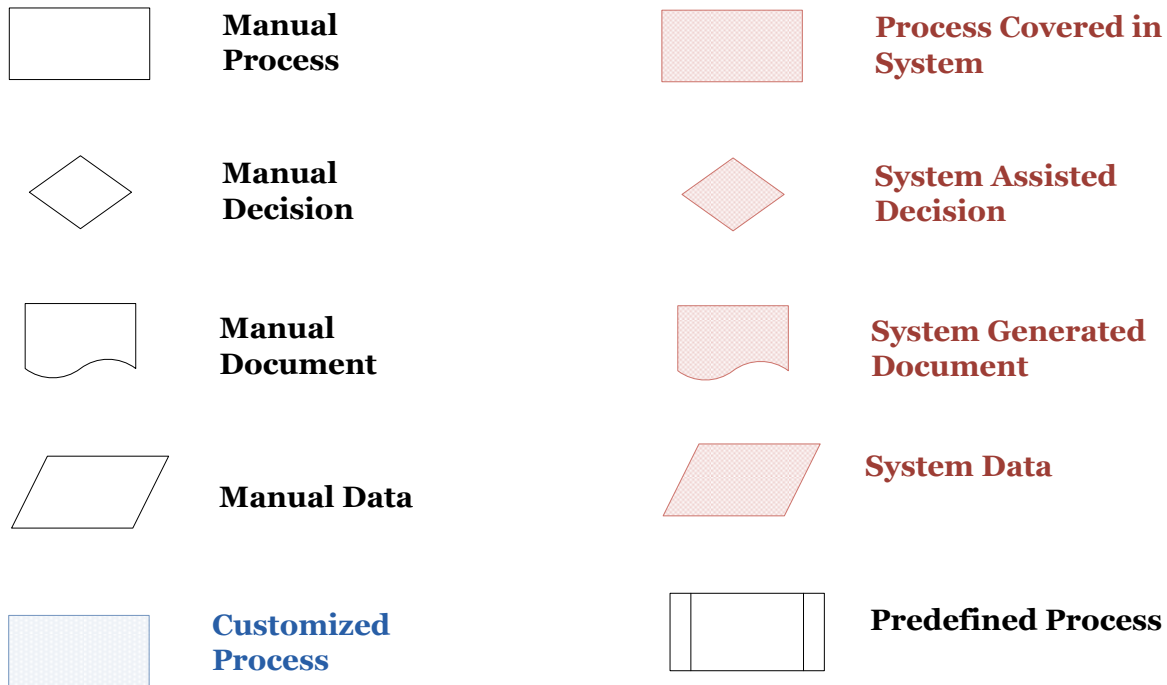 Manual
Process
Process Covered in
System
Manual
Decision
System Assisted
Decision
Manual
Document
System Generated
Document
Manual Data
System Data
Customized
Process
Predefined Process